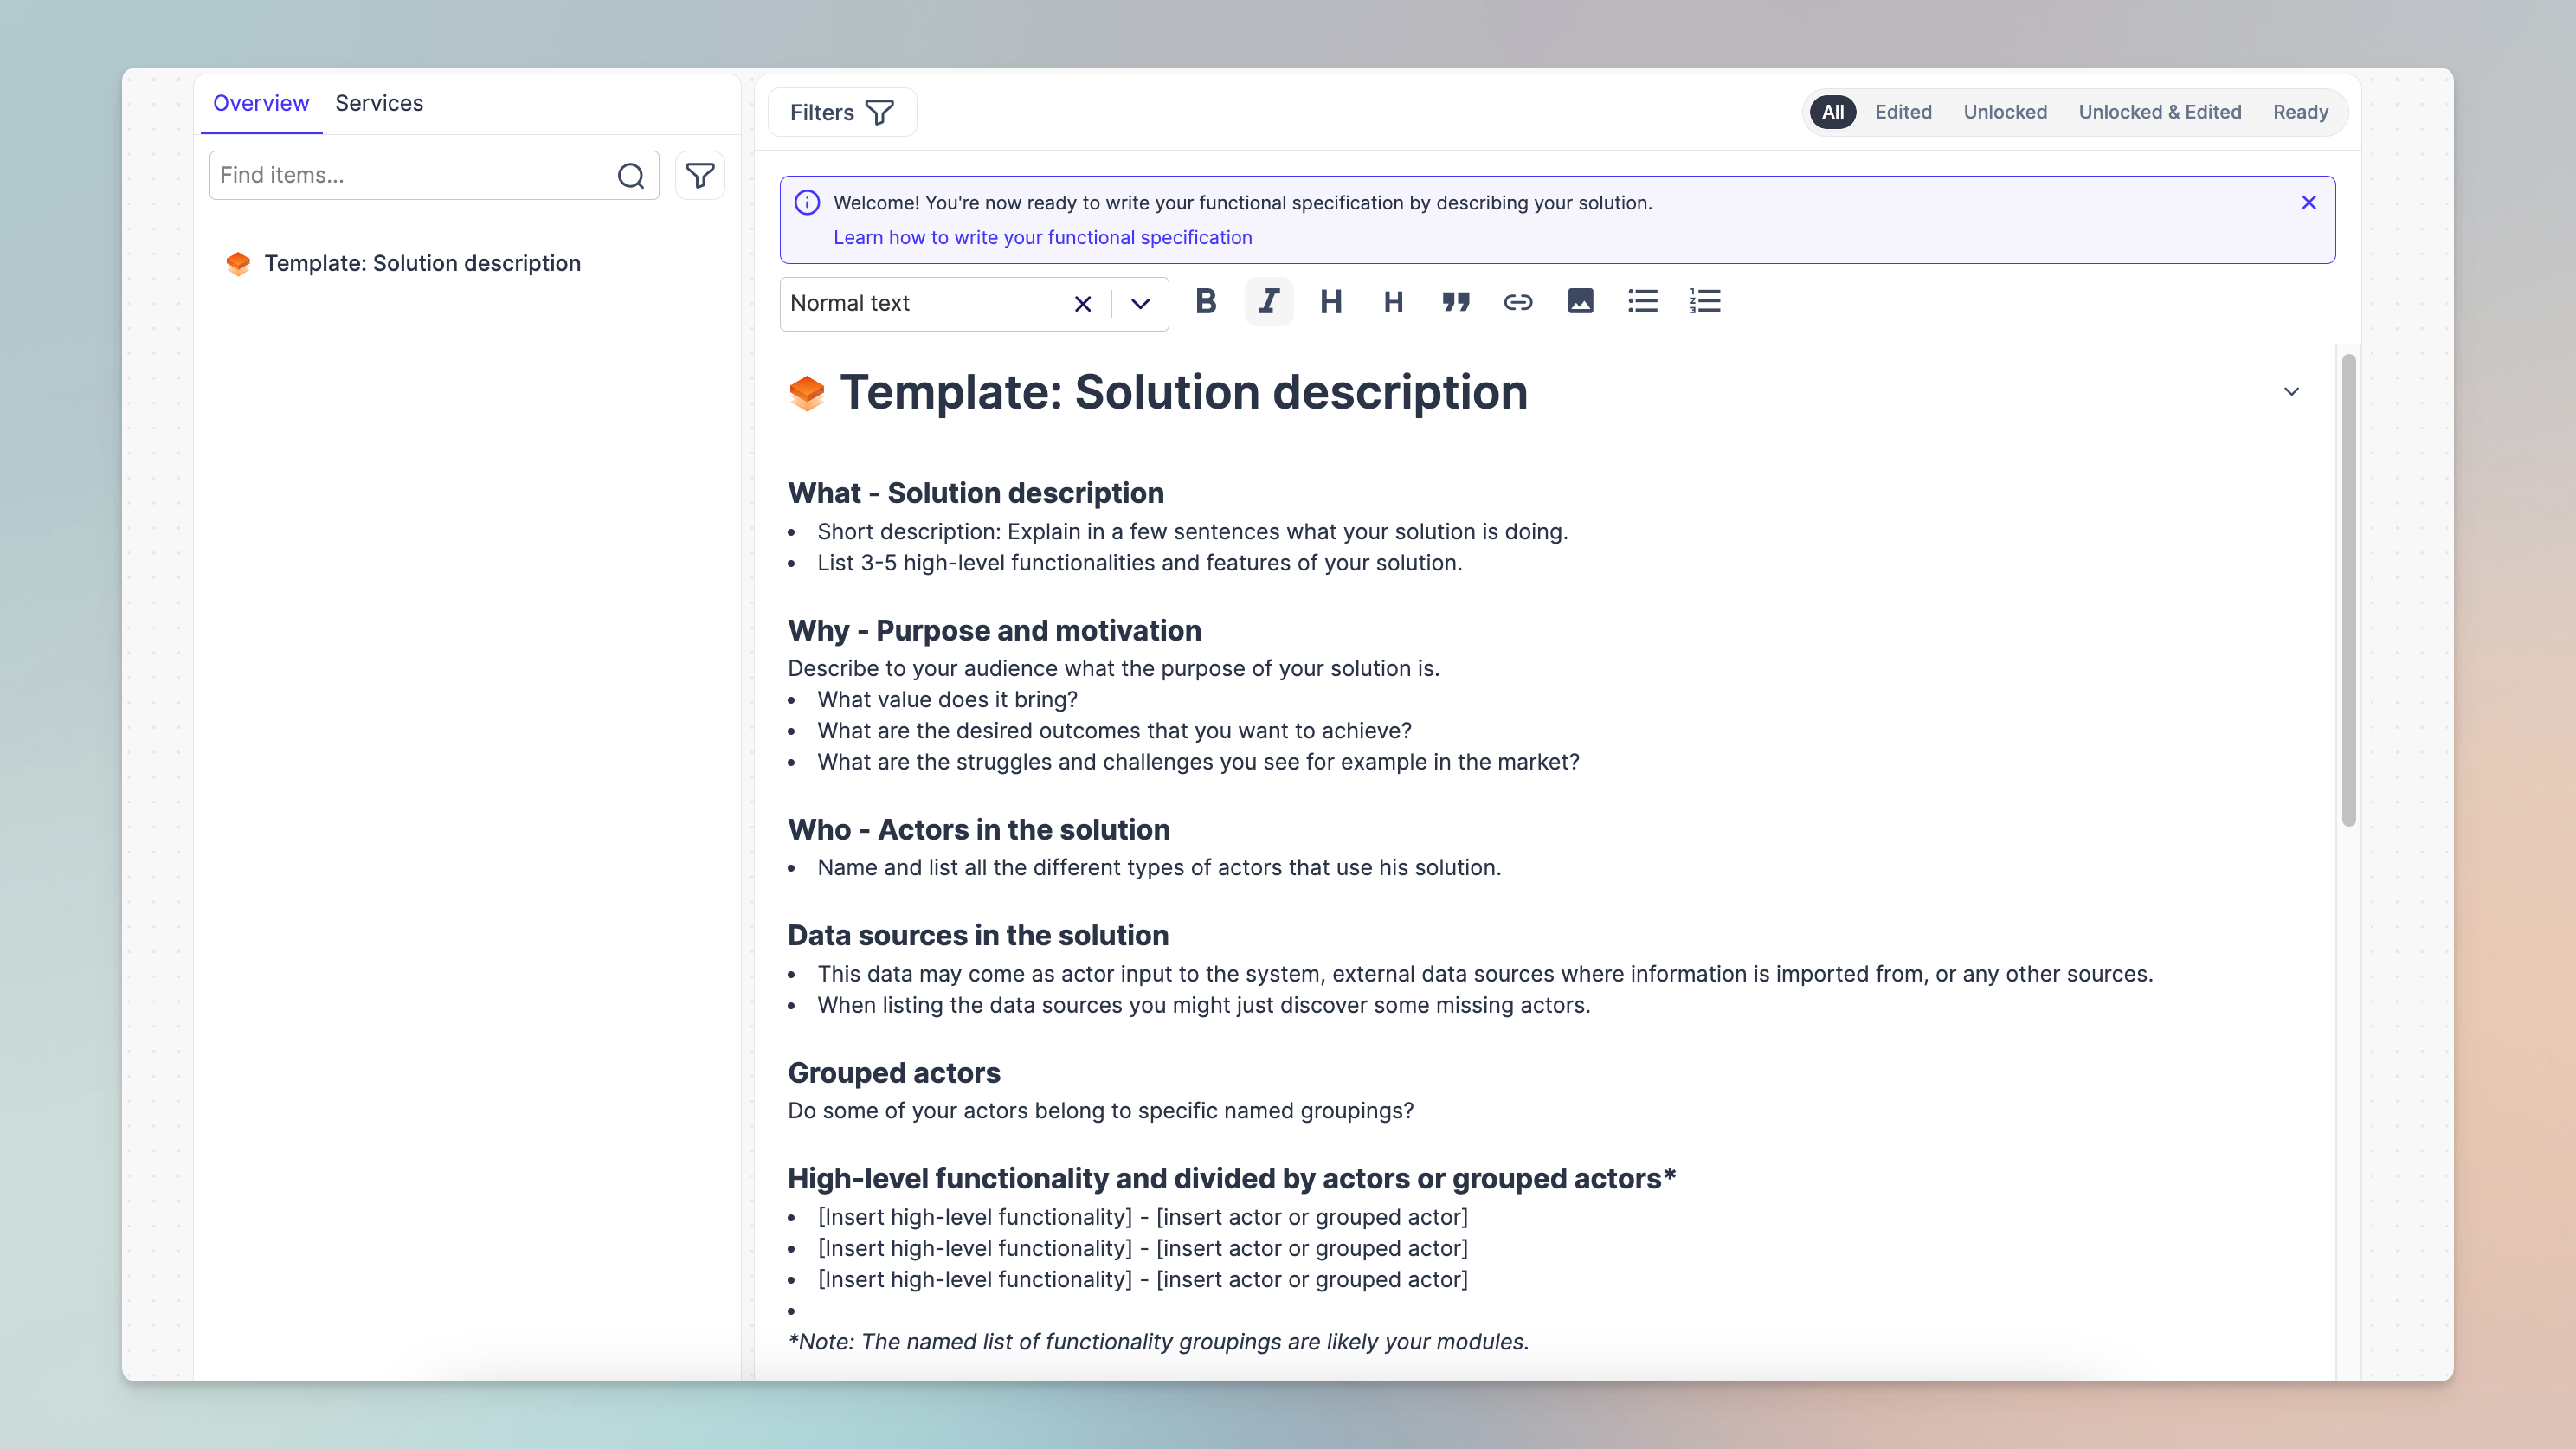 Overview Services
Find items...
Template: Solution description
Filters
All Edited Unlocked Unlocked & Edited Ready
Welcome! You're now ready to write your functional specification by describing your solution.
Learn how to write your functional specification
Normal text
B I H H
Template: Solution description
What - Solution description
• Short description: Explain in a few sentences what your solution is doing.
• List 3-5 high-level functionalities and features of your solution.
Why - Purpose and motivation
Describe to your audience what the purpose of your solution is.
• What value does it bring?
• What are the desired outcomes that you want to achieve?
• What are the struggles and challenges you see for example in the market?
Who - Actors in the solution
• Name and list all the different types of actors that use his solution.
Data sources in the solution
• This data may come as actor input to the system, external data sources where information is imported from, or any other sources.
• When listing the data sources you might just discover some missing actors.
Grouped actors
Do some of your actors belong to specific named groupings?
High-level functionality and divided by actors or grouped actors*
• [Insert high-level functionality] - [insert actor or grouped actor]
• [Insert high-level functionality] - [insert actor or grouped actor]
• [Insert high-level functionality] - [insert actor or grouped actor]
•
*Note: The named list of functionality groupings are likely your modules.